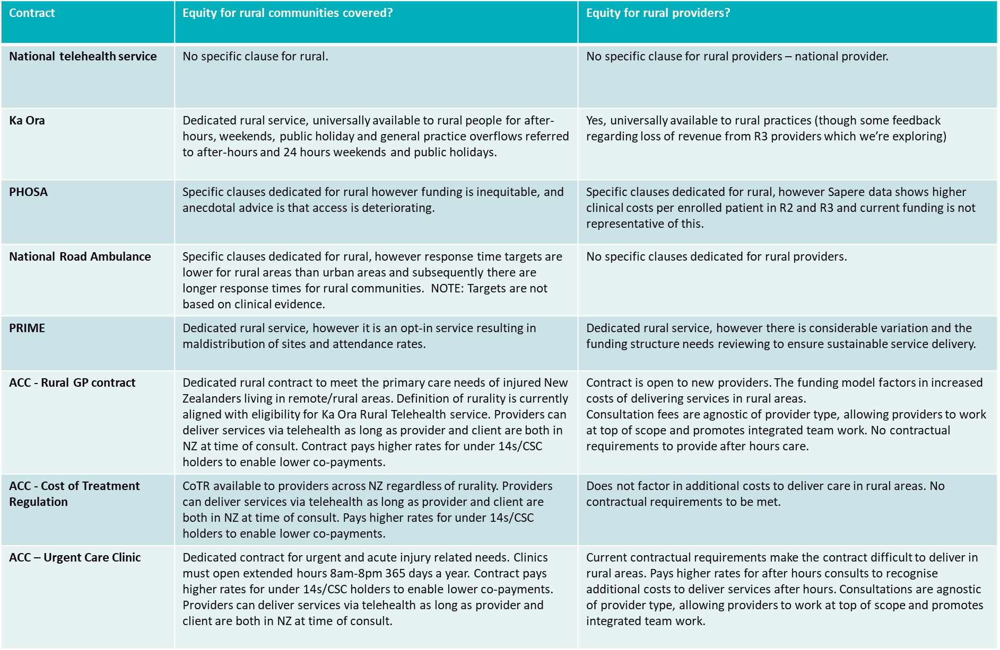 Contract
Equity for rural communities covered?
Equity for rural providers?
National telehealth service
No specific clause for rural.
No specific clause for rural providers – national provider.
Ka Ora
Dedicated rural service, universally available to rural people for after-
hours, weekends, public holiday and general practice overflows referred
to after-hours and 24 hours weekends and public holidays.
Yes, universally available to rural practices (though some feedback
regarding loss of revenue from R3 providers which we’re exploring)
PHOSA
Specific clauses dedicated for rural however funding is inequitable, and
anecdotal advice is that access is deteriorating.
Specific clauses dedicated for rural, however Sapere data shows higher
clinical costs per enrolled patient in R2 and R3 and current funding is not
representative of this.
National Road Ambulance
Specific clauses dedicated for rural, however response time targets are
lower for rural areas than urban areas and subsequently there are
longer response times for rural communities.  NOTE: Targets are not
based on clinical evidence.
No specific clauses dedicated for rural providers.
PRIME
Dedicated rural service, however it is an opt-in service resulting in
maldistribution of sites and attendance rates.
Dedicated rural service, however there is considerable variation and the
funding structure needs reviewing to ensure sustainable service delivery.
ACC - Rural GP contract
Dedicated rural contract to meet the primary care needs of injured New
Zealanders living in remote/rural areas. Definition of rurality is currently
aligned with eligibility for Ka Ora Rural Telehealth service. Providers can
deliver services via telehealth as long as provider and client are both in
NZ at time of consult. Contract pays higher rates for under 14s/CSC
holders to enable lower co-payments.
Contract is open to new providers. The funding model factors in increased
costs of delivering services in rural areas.
Consultation fees are agnostic of provider type, allowing providers to work
at top of scope and promotes integrated team work. No contractual
requirements to provide after hours care.
ACC - Cost of Treatment
Regulation
CoTR available to providers across NZ regardless of rurality. Providers
can deliver services via telehealth as long as provider and client are
both in NZ at time of consult. Pays higher rates for under 14s/CSC
holders to enable lower co-payments.
Does not factor in additional costs to deliver care in rural areas. No
contractual requirements to be met.
ACC – Urgent Care Clinic
Dedicated contract for urgent and acute injury related needs. Clinics
must open extended hours 8am-8pm 365 days a year. Contract pays
higher rates for under 14s/CSC holders to enable lower co-payments.
Providers can deliver services via telehealth as long as provider and
client are both in NZ at time of consult.
Current contractual requirements make the contract difficult to deliver in
rural areas. Pays higher rates for after hours consults to recognise
additional costs to deliver services after hours. Consultations are agnostic
of provider type, allowing providers to work at top of scope and promotes
integrated team work.